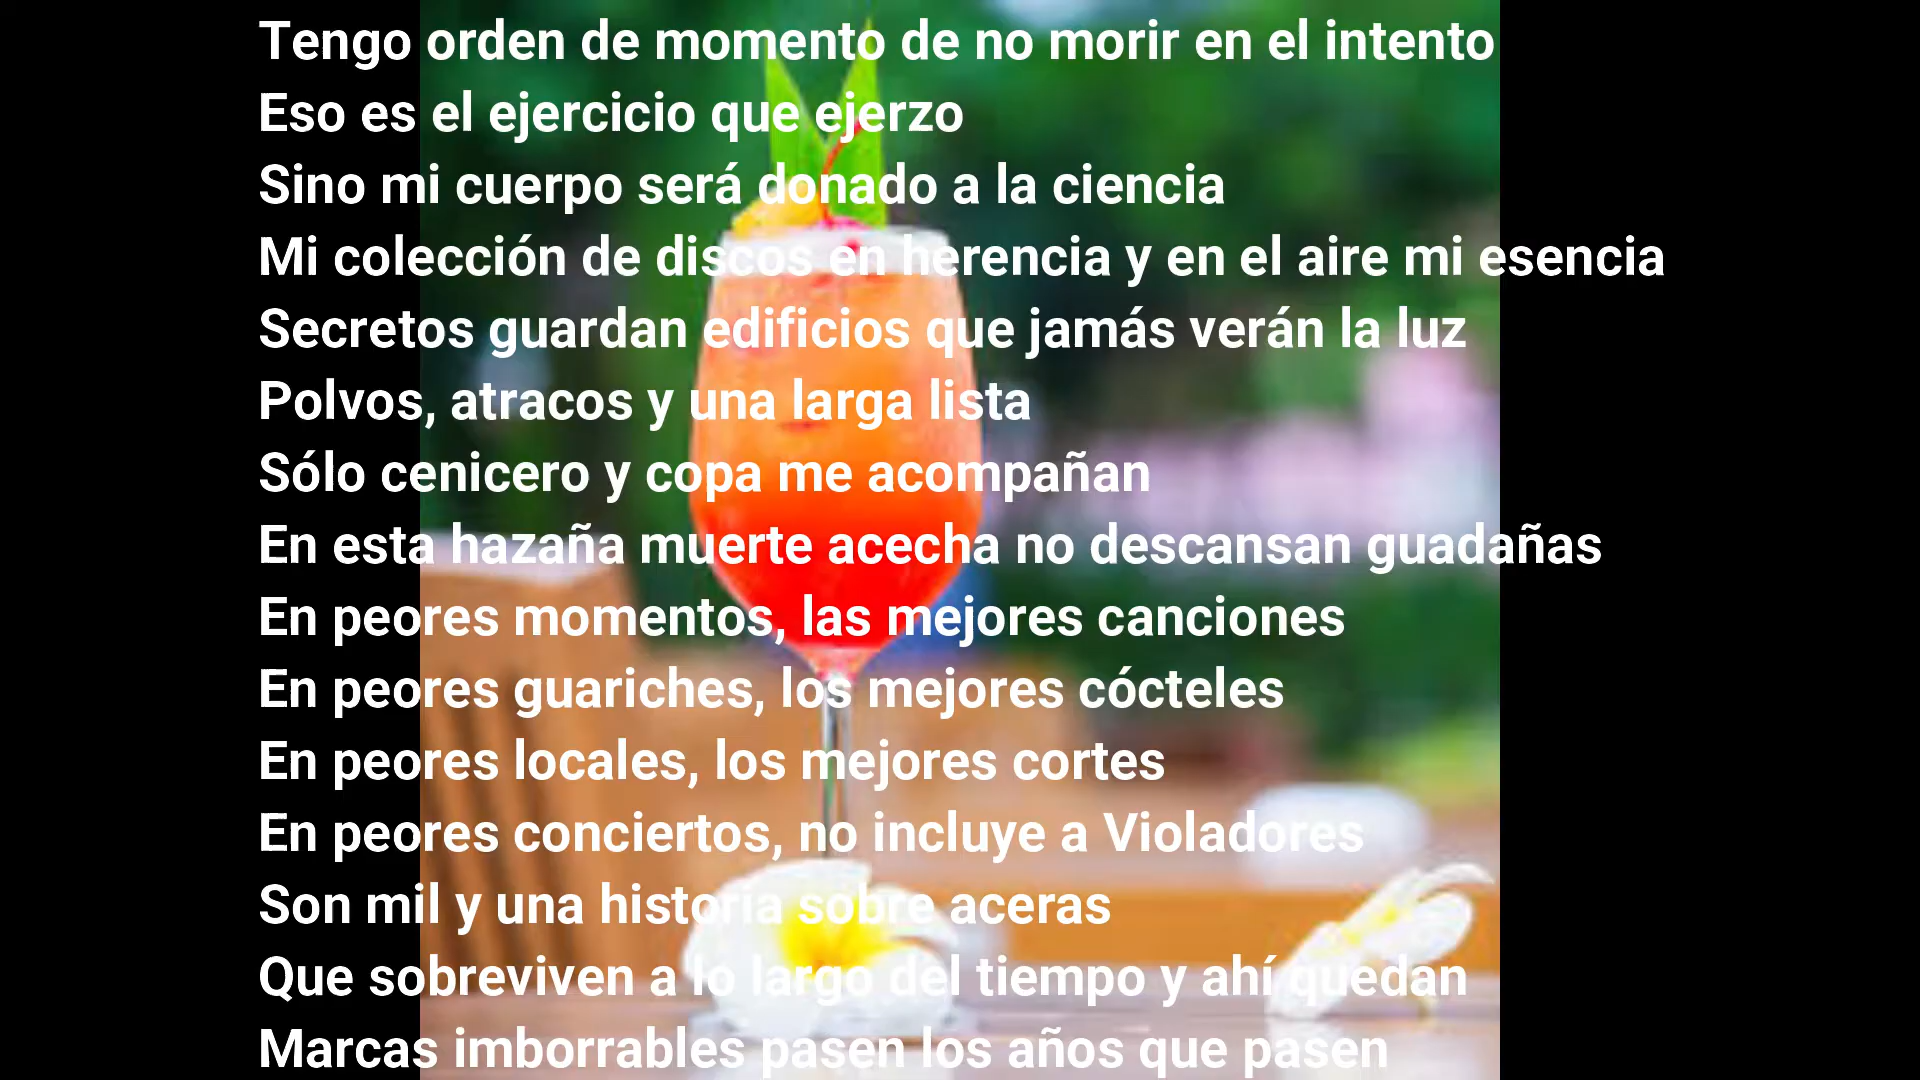 Tengo orden de momento de no morir en el intento
Eso es el ejercicio que ejerzo
Sino mi cuerpo será donado a la ciencia
Mi colección de discos en herencia y en el aire mi esencia
Secretos guardan edificios que jamás verán la luz
Polvos, atracos y una larga lista
Sólo cenicero y copa me acompañan
En esta hazaña muerte acecha no descansan guadañas
En peores momentos, las mejores canciones
En peores guariches, los mejores cócteles
En peores locales, los mejores cortes
En peores conciertos, no incluye a Violadores
Son mil y una historia sobre aceras
Que sobreviven a lo largo del tiempo y ahí quedan
Marcas imborrables pasen los años que pasen